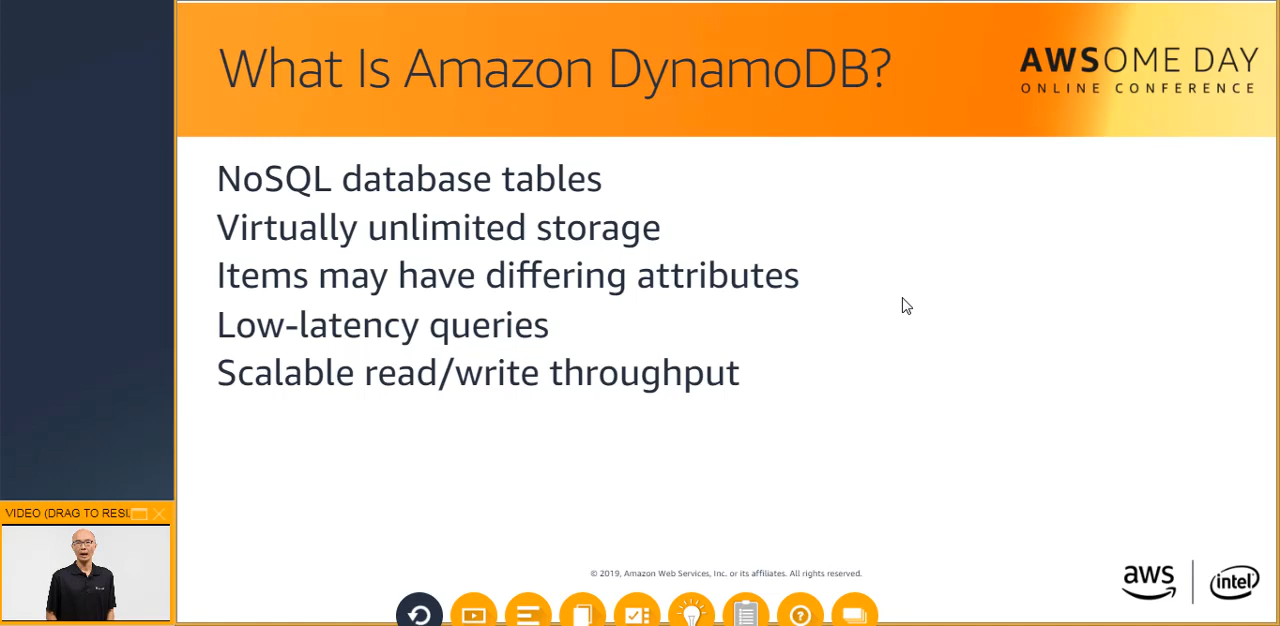 What Is Amazon DynamoDB?
AWSOME DAY
ONLINE CONFERENCE
NoSQL database tables
Virtually unlimited storage
Items may have differing attributes
Low-latency queries
Scalable read/write throughput
VIDEO (DRAG TO RESI
© 2019, Amazon Web Services, Inc. or its affiliates. All rights reserved.
aws
intel